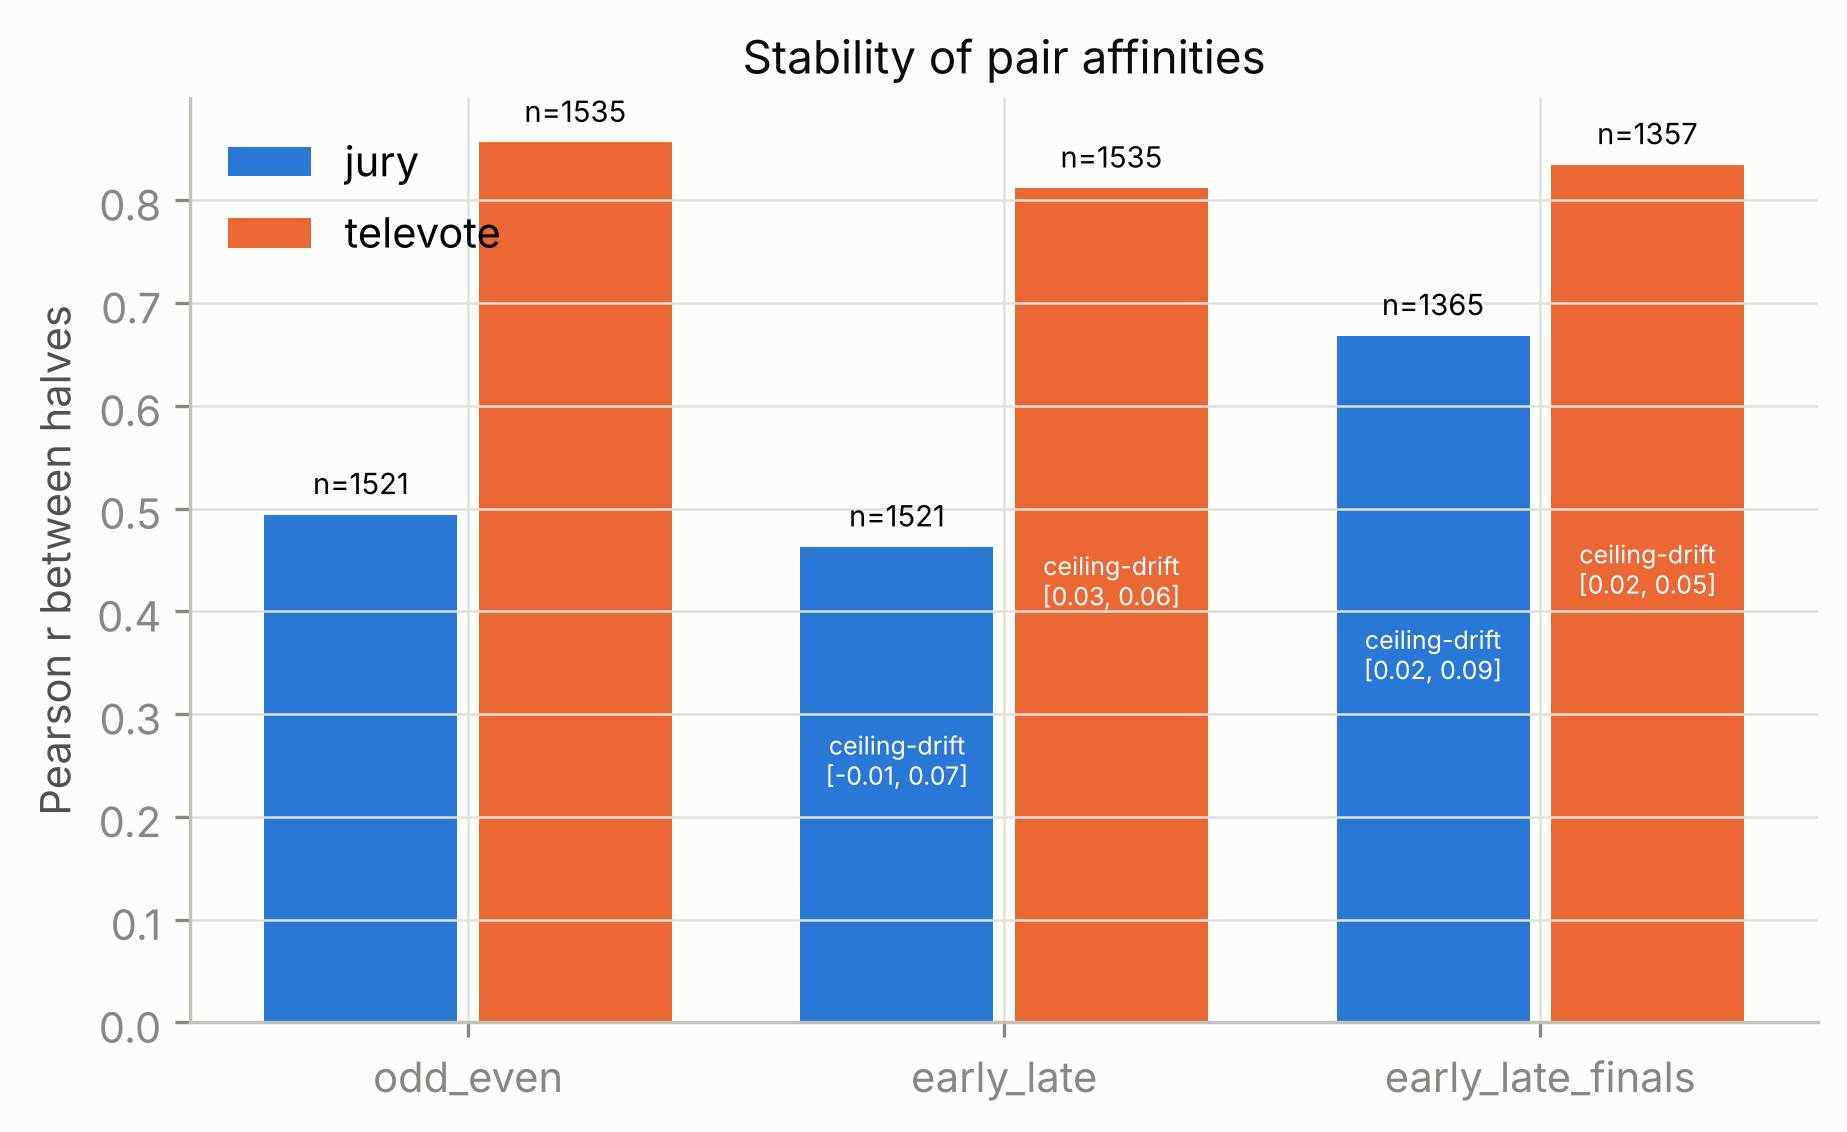 Stability of pair affinities
jury
televote
n=1535
n=1535
n=1357
n=1365
n=1521
n=1521
ceiling-drift
[0.03, 0.06]
ceiling-drift
[0.02, 0.05]
ceiling-drift
[0.02, 0.09]
ceiling-drift
[-0.01, 0.07]
Pearson r between halves
0.8
0.7
0.6
0.5
0.4
0.3
0.2
0.1
0.0
odd_even
early_late
early_late_finals